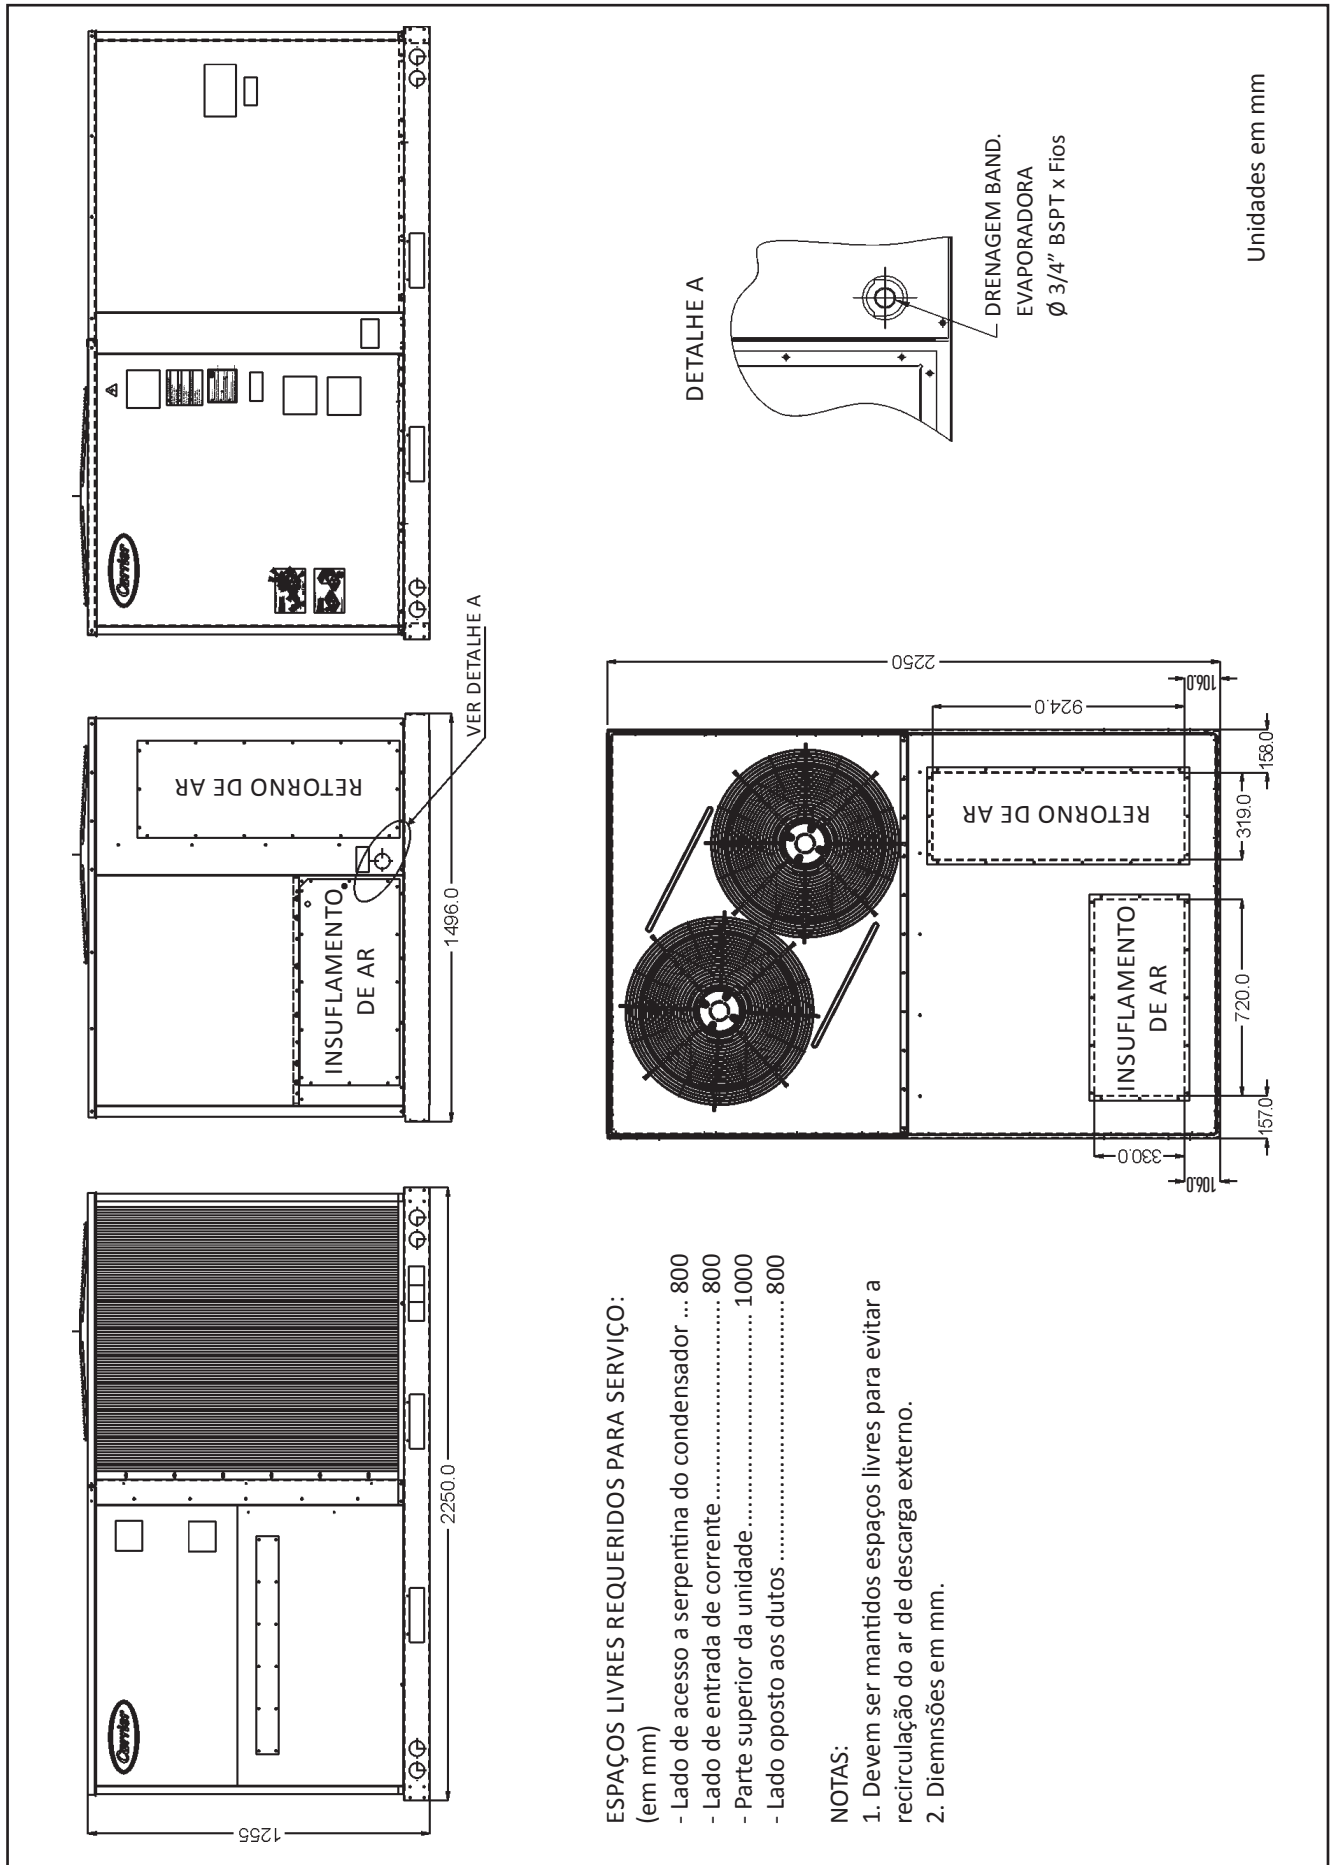 Carrier
1255
2250.0
RETORNO DE AR
INSUFLAMENTO
DE AR
1496.0
VER DETALHE A
Carrier
ESPAÇOS LIVRES REQUERIDOS PARA SERVIÇO:
(em mm)
- Lado de acesso a serpentina do condensador ... 800
- Lado de entrada de corrente.................................. 800
- Parte superior da unidade................................... 1000
- Lado oposto aos dutos .......................................... 800
NOTAS:
1. Devem ser mantidos espaços livres para evitar a
recirculação do ar de descarga externo.
2. Diemnsões em mm.
2250
924.0
106.0
RETORNO DE AR
158.0
319.0
INSUFLAMENTO
DE AR
720.0
157.0
330.0
106.0
DETALHE A
DRENAGEM BAND.
EVAPORADORA
Ø 3/4” BSPT x Fios
Unidades em mm